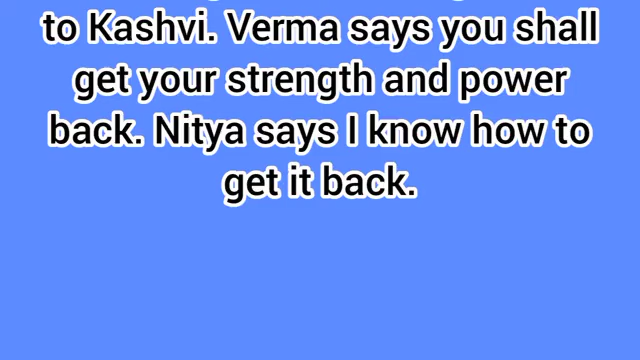 to Kashvi. Verma says you shall
get your strength and power
back. Nitya says I know how to
get it back.